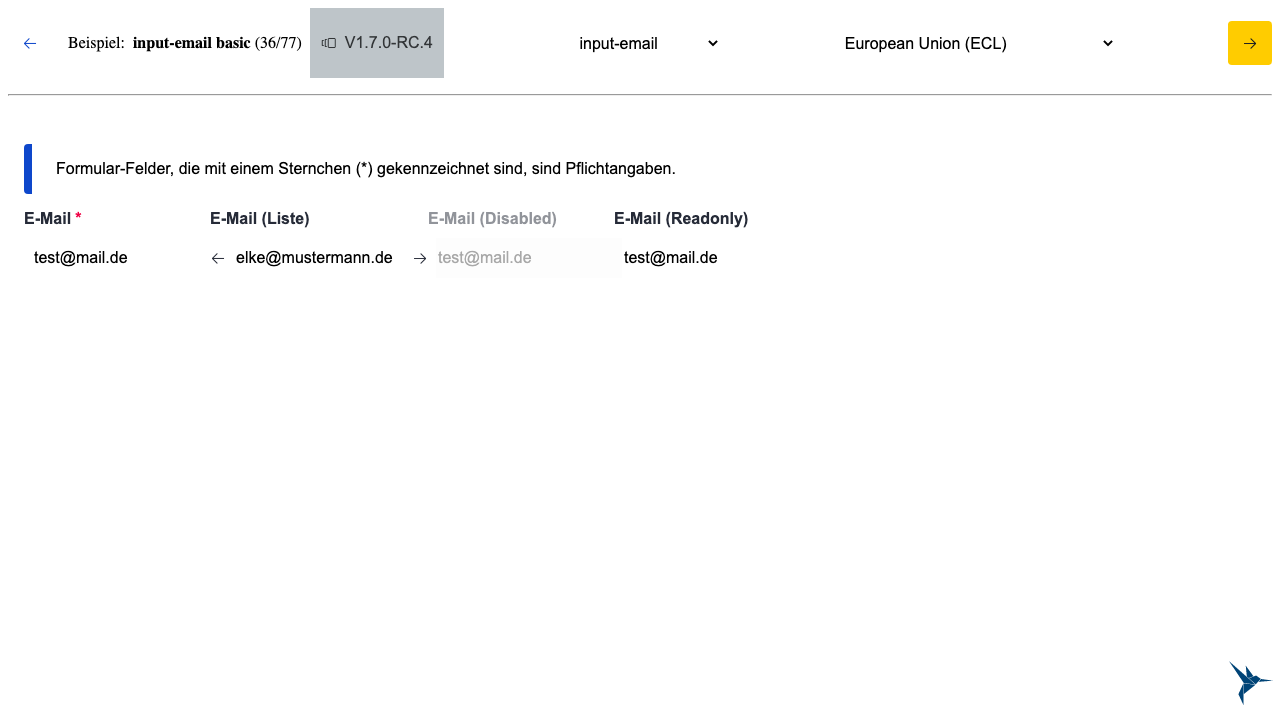 ← Beispiel: input-email basic (36/77) V1.7.0-RC.4 input-email European Union (ECL) →
Formular-Felder, die mit einem Sternchen (*) gekennzeichnet sind, sind Pflichtangaben.
E-Mail * E-Mail (Liste) E-Mail (Disabled) E-Mail (Readonly)
test@mail.de ← elke@mustermann.de → test@mail.de test@mail.de